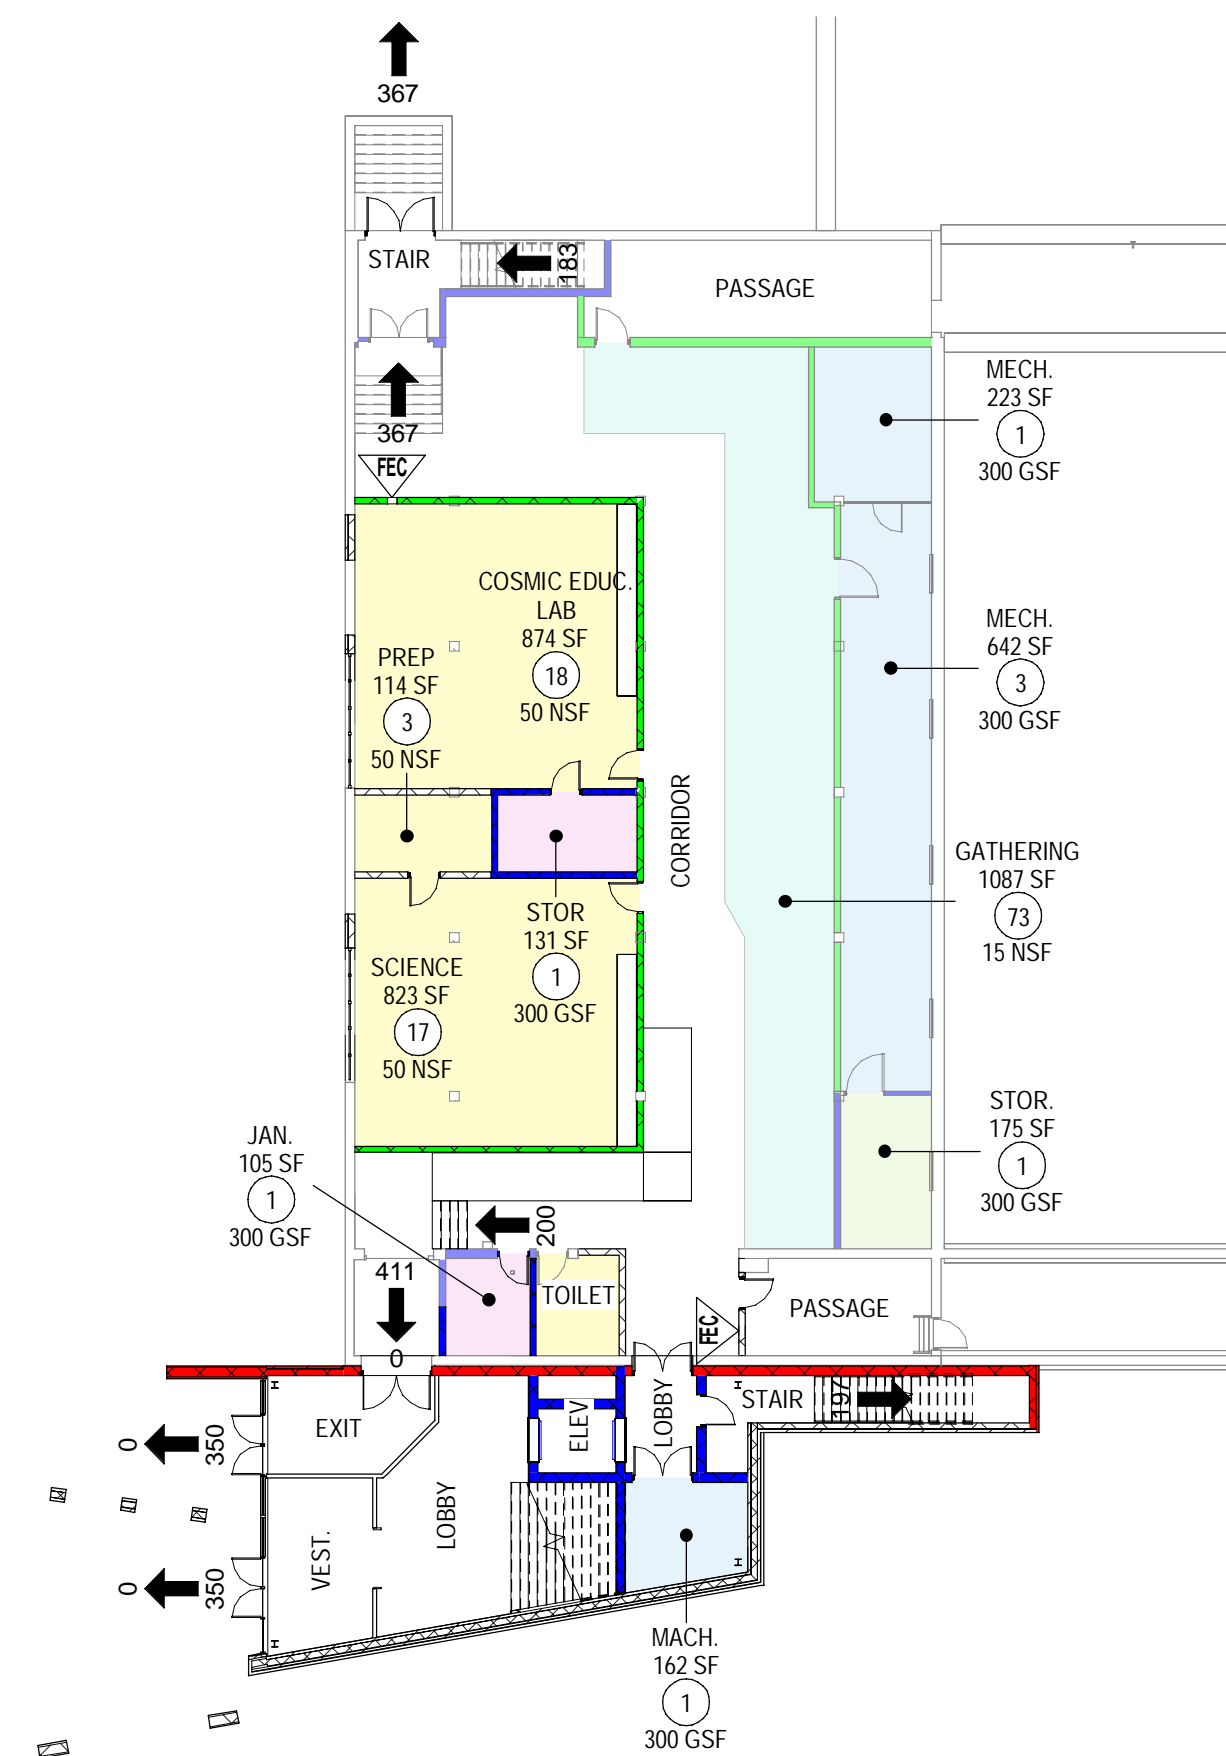 367
STAIR
183
PASSAGE
367
FEC
MECH.
223 SF
1
300 GSF
COSMIC EDUC.
LAB
874 SF
18
50 NSF
PREP
114 SF
3
50 NSF
MECH.
642 SF
3
300 GSF
CORRIDOR
GATHERING
1087 SF
73
15 NSF
STOR
131 SF
1
300 GSF
SCIENCE
823 SF
17
50 NSF
STOR.
175 SF
1
300 GSF
JAN.
105 SF
1
300 GSF
200
411
0
TOILET
FEC
PASSAGE
EXIT
ELEV
LOBBY
STAIR
197
0
350
VEST.
LOBBY
0
350
MACH.
162 SF
1
300 GSF